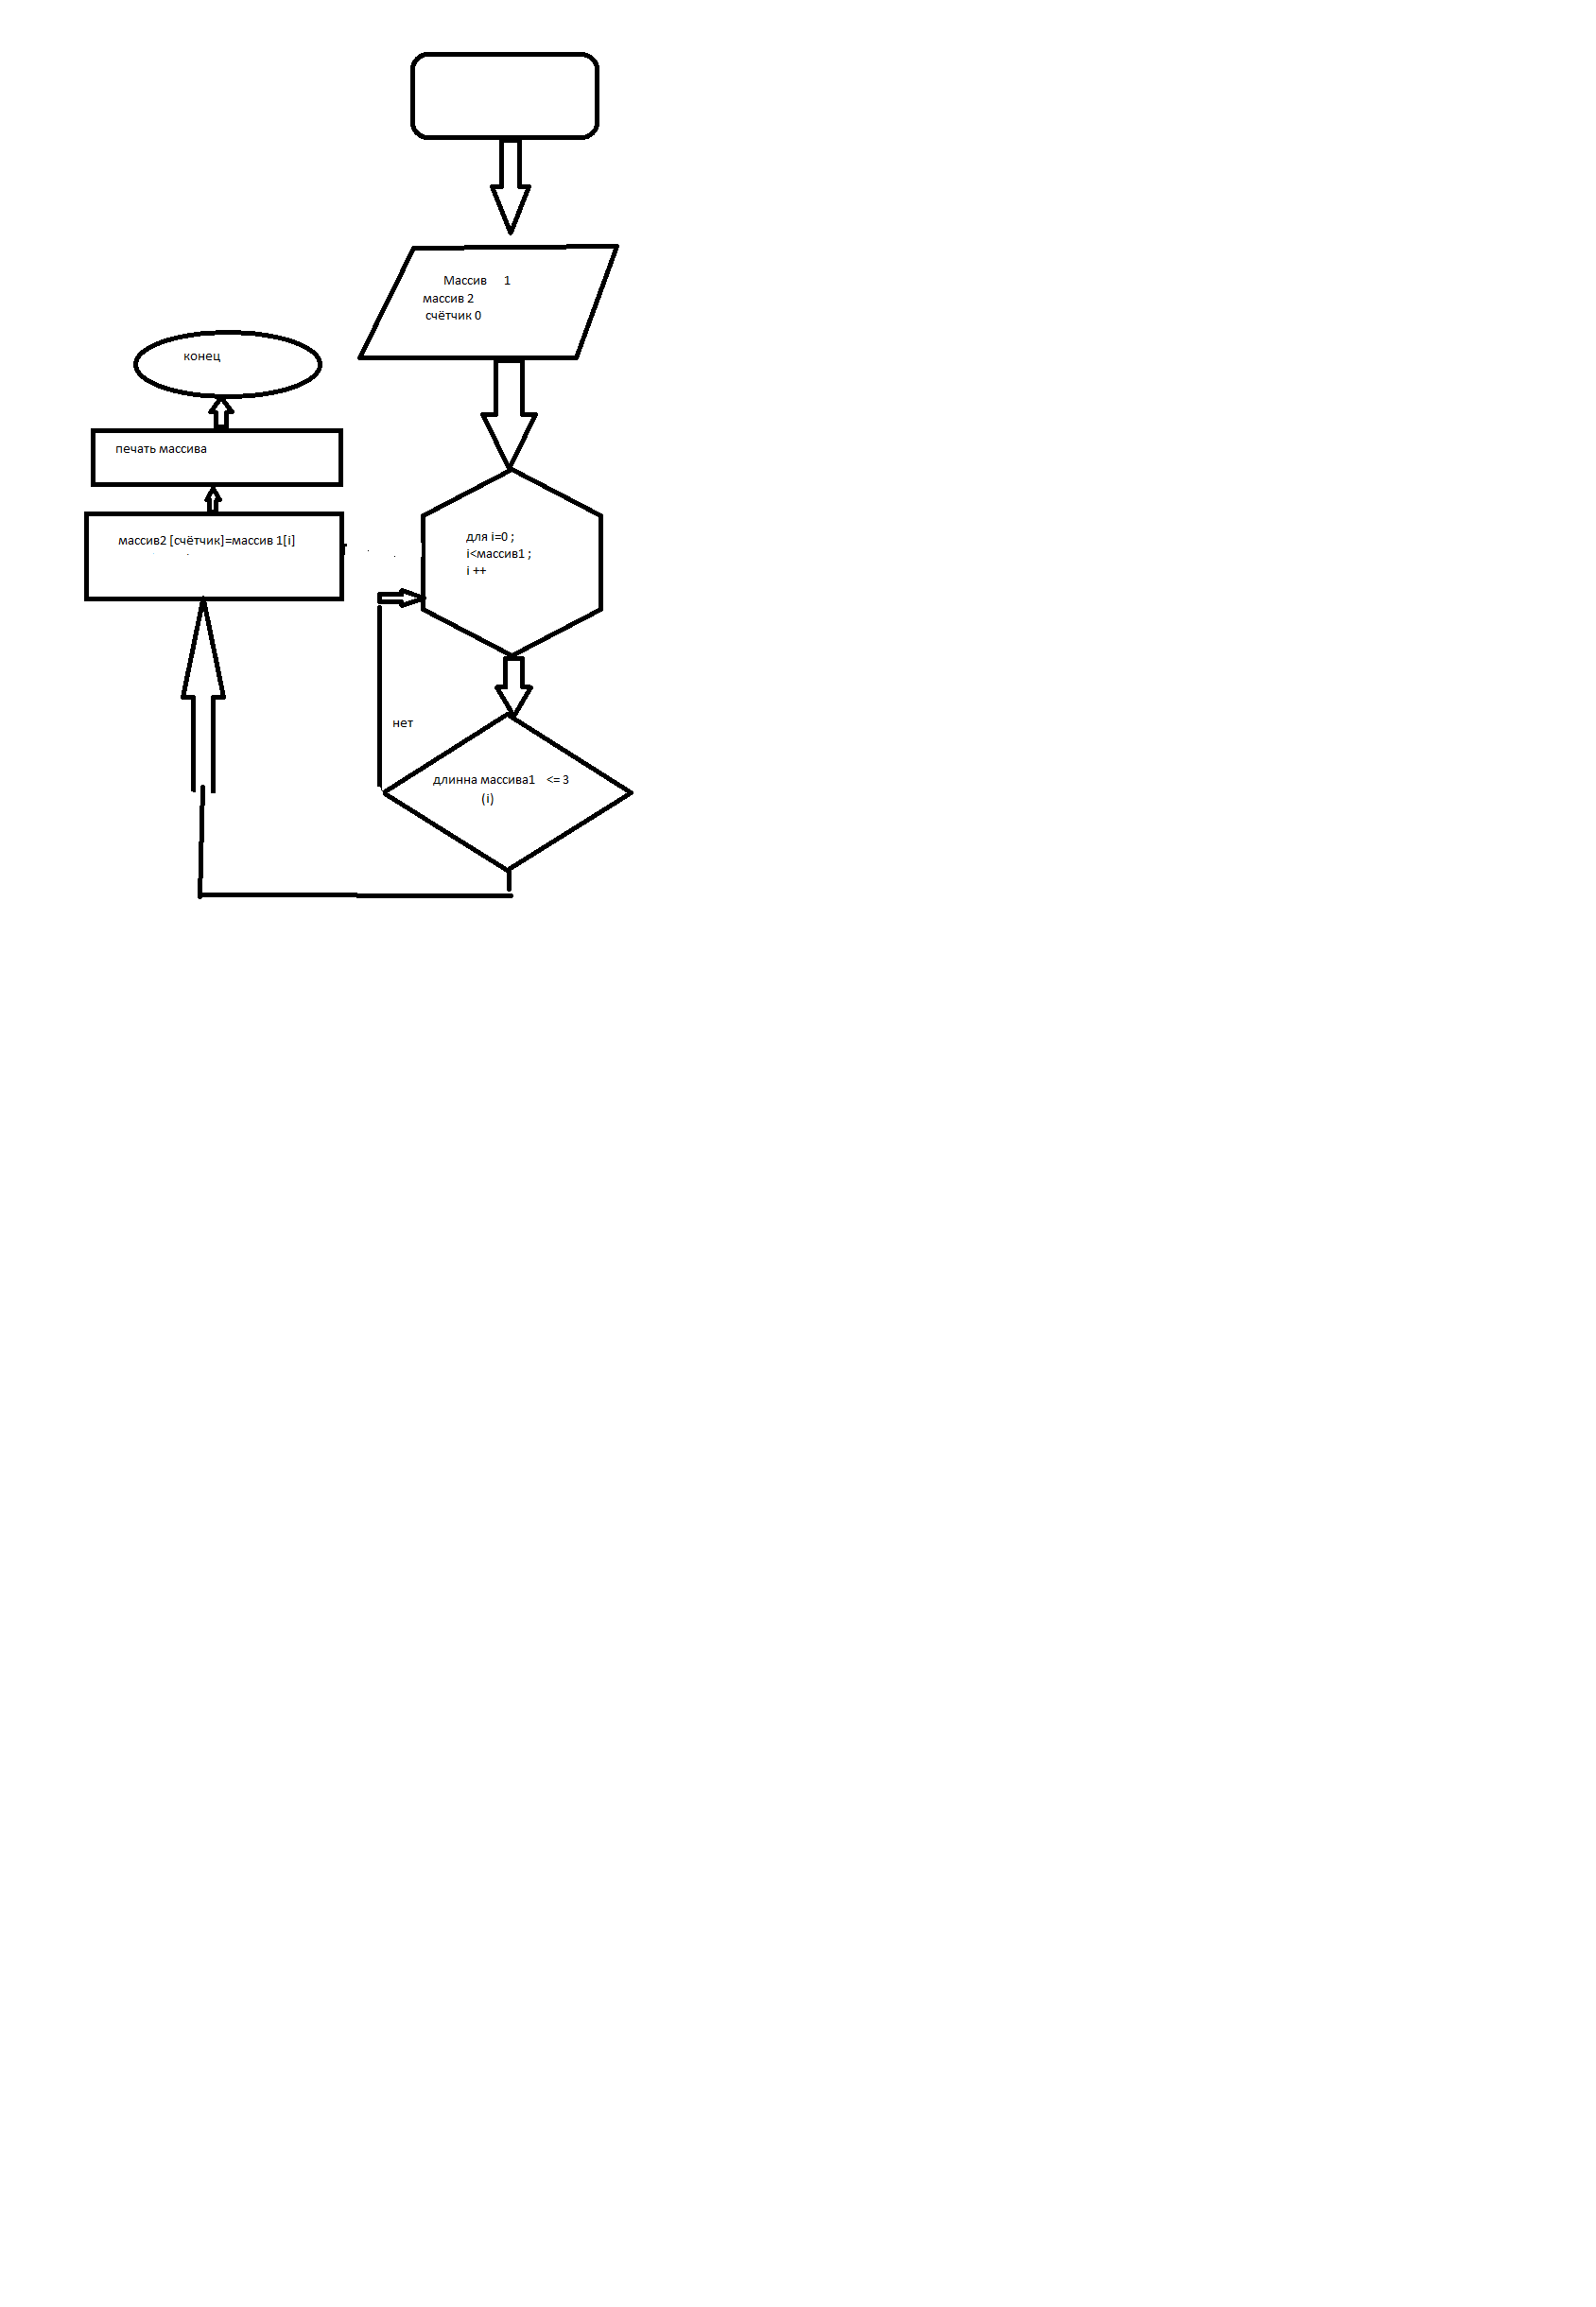 Массив 1
массив 2
счётчик 0
для i=0 ;
i<массив1 ;
i ++
длинна массива1 <= 3
(i)
нет
массив2 [счётчик]=массив 1[i]
печать массива
конец